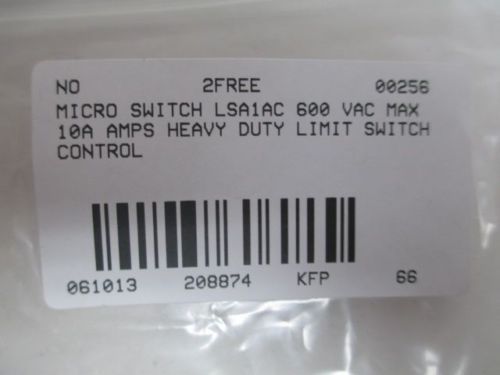 NO 2FREE 00256
MICRO SWITCH LSA1AC 600 VAC MAX
10A AMPS HEAVY DUTY LIMIT SWITCH
CONTROL
061013 208874 KFP 66